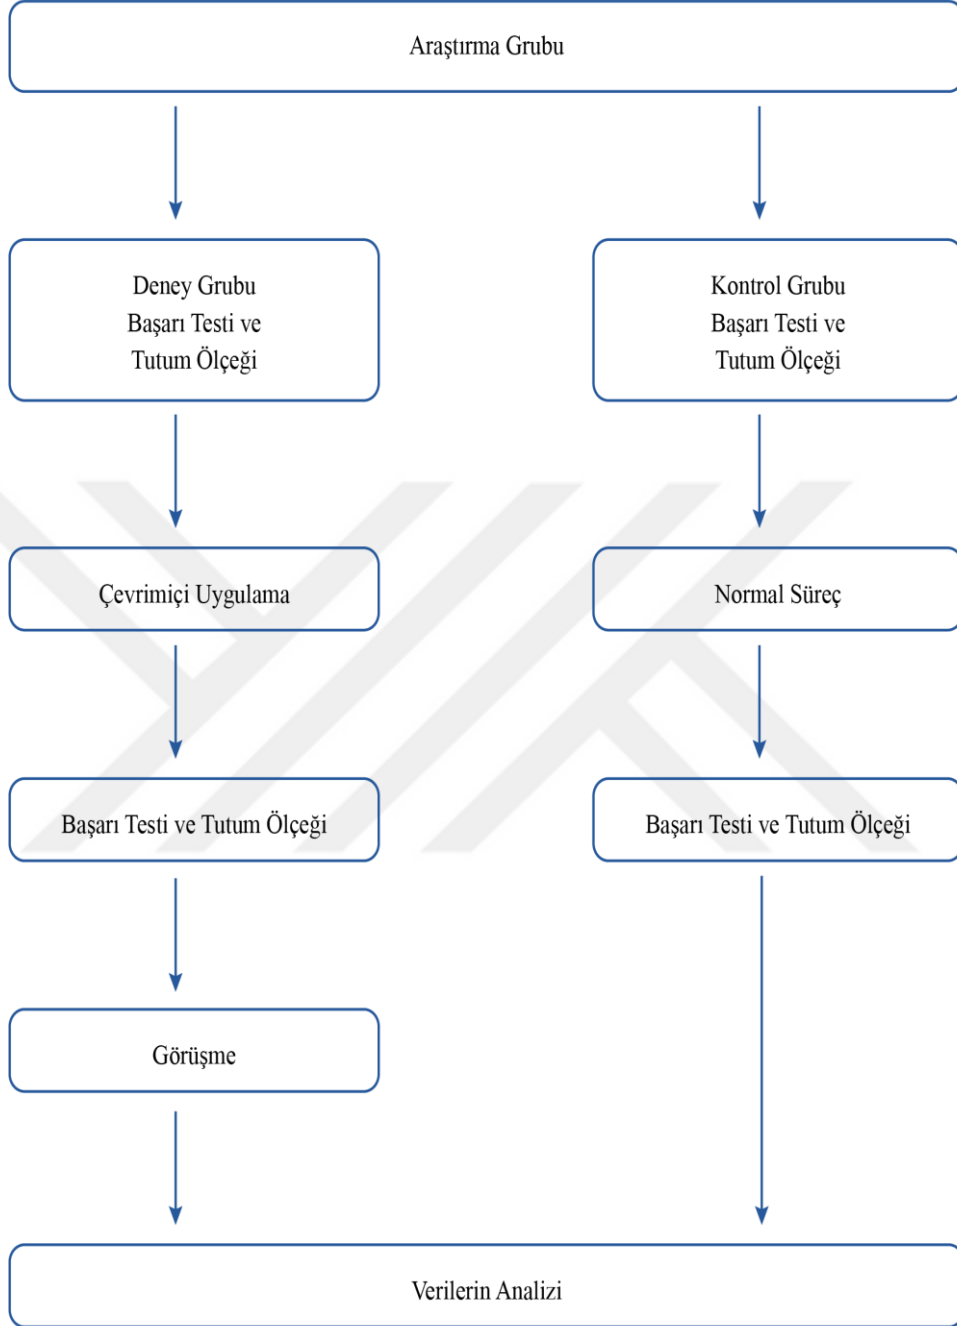 Araştırma Grubu
Deney Grubu
Başarı Testi ve
Tutum Ölçeği
Kontrol Grubu
Başarı Testi ve
Tutum Ölçeği
Çevrimiçi Uygulama
Normal Süreç
Başarı Testi ve Tutum Ölçeği
Başarı Testi ve Tutum Ölçeği
Görüşme
Verilerin Analizi